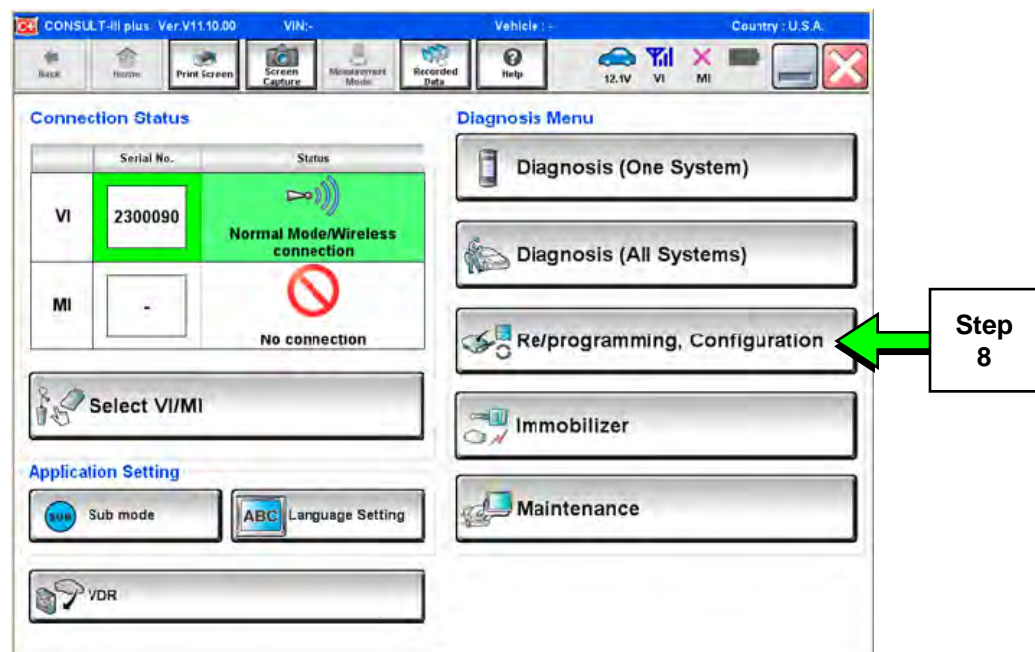 C+ CONSULT-III plus Ver.V11.10.00 VIN:- Vehicle : - Country : U.S.A.
Back Home Print Screen Screen Capture Measurement Mode Recorded Data Help 12.1V VI MI
Connection Status
Serial No. Status
VI 2300090 Normal Mode/Wireless
connection
MI - No connection
Select VI/MI
Application Setting
SUB Sub mode ABC Language Setting
VDR
Diagnosis Menu
Diagnosis (One System)
Diagnosis (All Systems)
Re/programming, Configuration
Immobilizer
Maintenance
Step
8